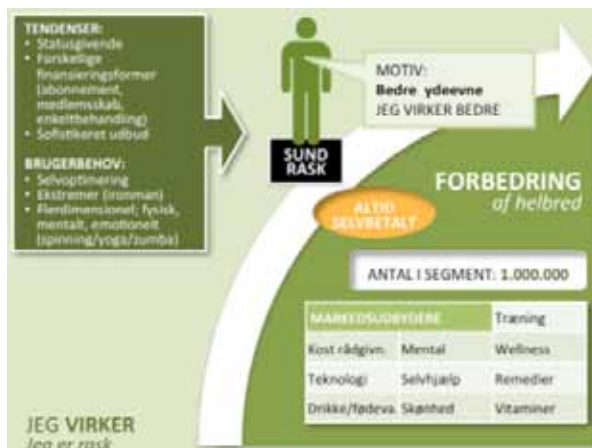 TENDENSER:
• Statusgivende
• Forskellige
finansieringsformer
(abonnement,
medlemsskab,
enkeltbehandling)
• Sofistikeret udbud
BRUGERBEHOV:
• Selvoptimering
• Ekstremer (ironman)
• Flerdimensionel; fysisk,
mentalt, emotionelt
(spinning/yoga/zumba)
MOTIV:
Bedre ydeevne
JEG VIRKER BEDRE
SUND
RASK
FORBEDRING
af helbred
ALTID
SELVBETALT
ANTAL I SEGMENT: 1.000.000
MARKEDSUDBYDERE Træning
Kost rådgivn. Mental Wellness
Teknologi Selvhjælp Remedier
Drikke/fødeva. Skønhed Vitaminer
JEG VIRKER
Jeg er rask